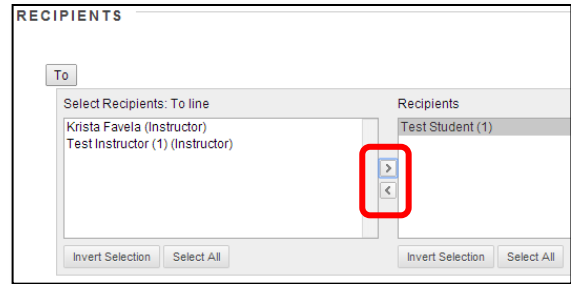 RECIPIENTS
To
Select Recipients: To line
Recipients
Krista Favela (Instructor)
Test Instructor (1) (Instructor)
Test Student (1)
>
<
Invert Selection
Select All
Invert Selection
Select All